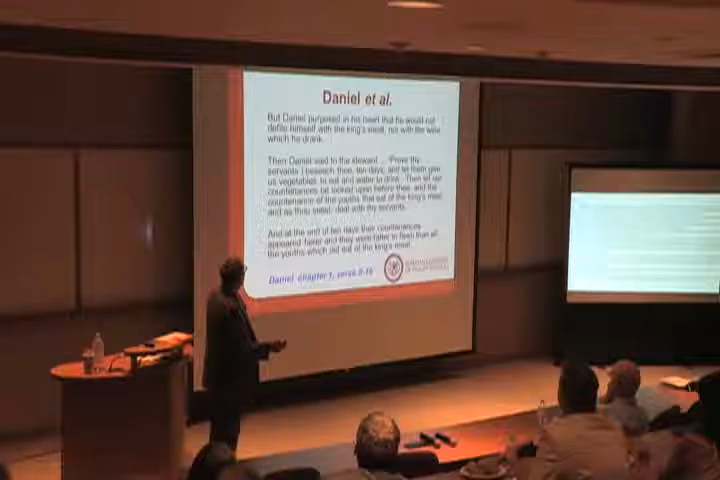 Daniel et al.
But Daniel purposed in his heart that he would not
defile himself with the king's meat, nor with the wine
which he drank.
Then Daniel said to the steward ... 'Prove thy
servants I beseech thee, ten days; and let them give
us vegetables to eat and water to drink. Then let our
countenances be looked upon before thee, and the
countenance of the youths that eat of the king's meat
and as thou seest, deal with thy servants.
And at the end of ten days their countenances
appeared fairer and they were fatter in flesh than all
the youths which did eat of the king's meat.
Daniel, chapter 1, verse 8-16